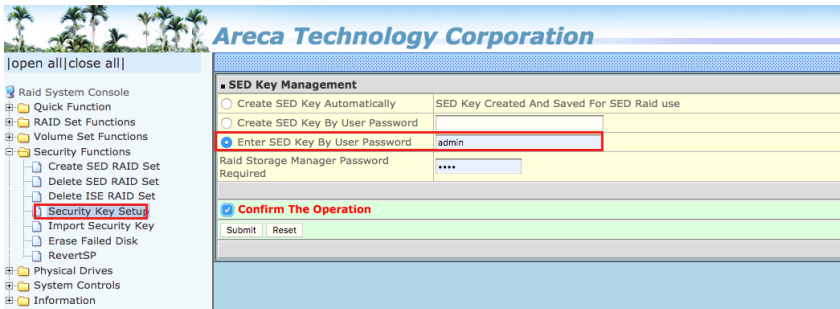 Areca Technology Corporation
|open all|close all|
Raid System Console
Quick Function
RAID Set Functions
Volume Set Functions
Security Functions
Create SED RAID Set
Delete SED RAID Set
Delete ISE RAID Set
Security Key Setup
Import Security Key
Erase Failed Disk
RevertSP
Physical Drives
System Controls
Information
SED Key Management
Create SED Key Automatically SED Key Created And Saved For SED Raid use
Create SED Key By User Password
Enter SED Key By User Password admin
Raid Storage Manager Password
Required ••••
Confirm The Operation
Submit Reset